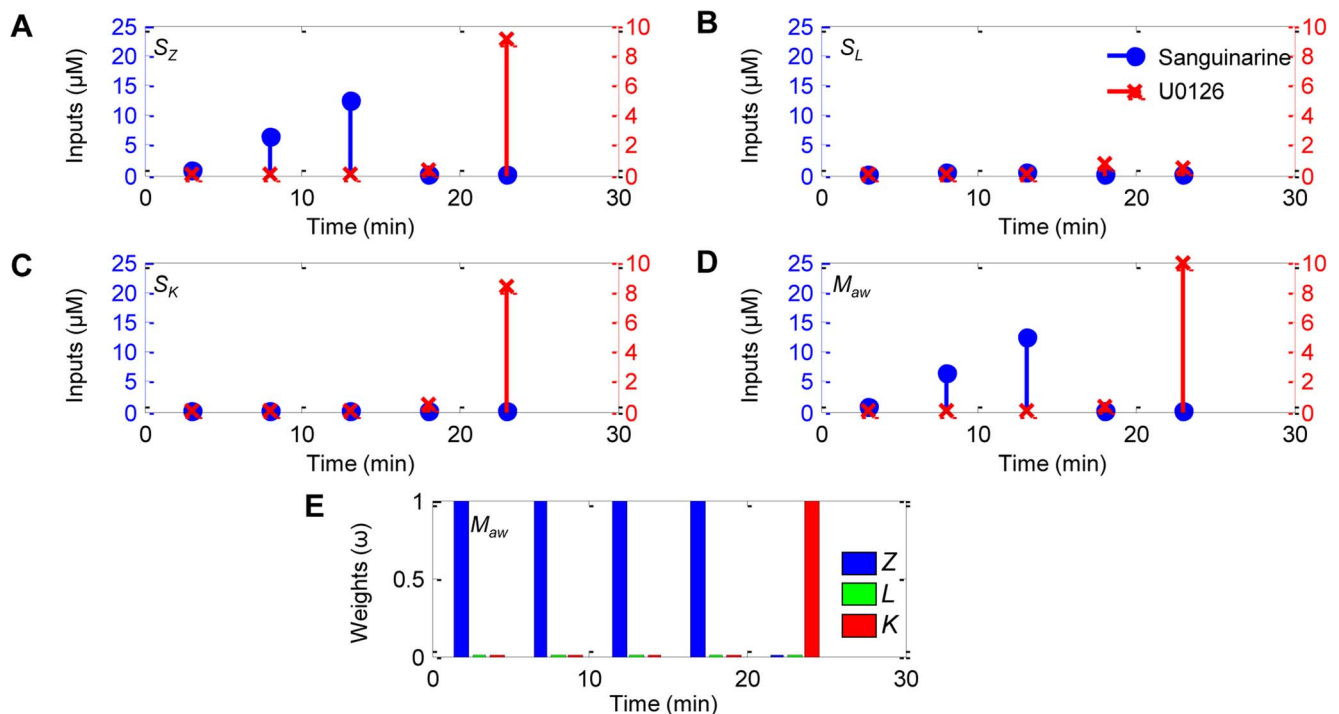 A
B
S_Z
S_L
Inputs (µM)
25
20
15
10
5
0
10
8
6
4
2
0
0
10
20
30
Time (min)
Inputs (µM)
25
20
15
10
5
0
Sanguinarine
U0126
10
8
6
4
2
0
0
10
20
30
Time (min)
C
D
S_K
M_aw
Inputs (µM)
25
20
15
10
5
0
10
8
6
4
2
0
0
10
20
30
Time (min)
Inputs (µM)
25
20
15
10
5
0
10
8
6
4
2
0
0
10
20
30
Time (min)
E
M_aw
Weights (ω)
1
0.5
0
Z
L
K
0
10
20
30
Time (min)